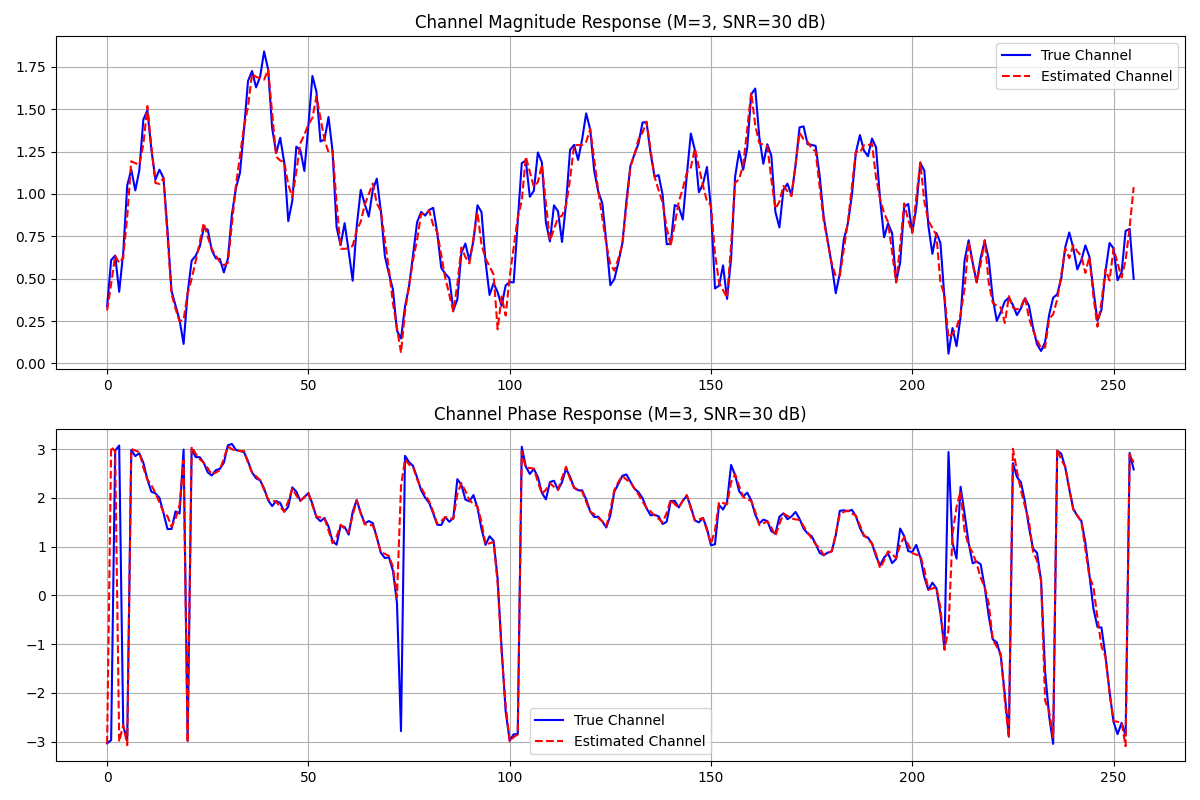 Channel Magnitude Response (M=3, SNR=30 dB)
True Channel
Estimated Channel
1.75
1.50
1.25
1.00
0.75
0.50
0.25
0.00
0 50 100 150 200 250
Channel Phase Response (M=3, SNR=30 dB)
3
2
1
0
−1
−2
−3
True Channel
Estimated Channel
0 50 100 150 200 250